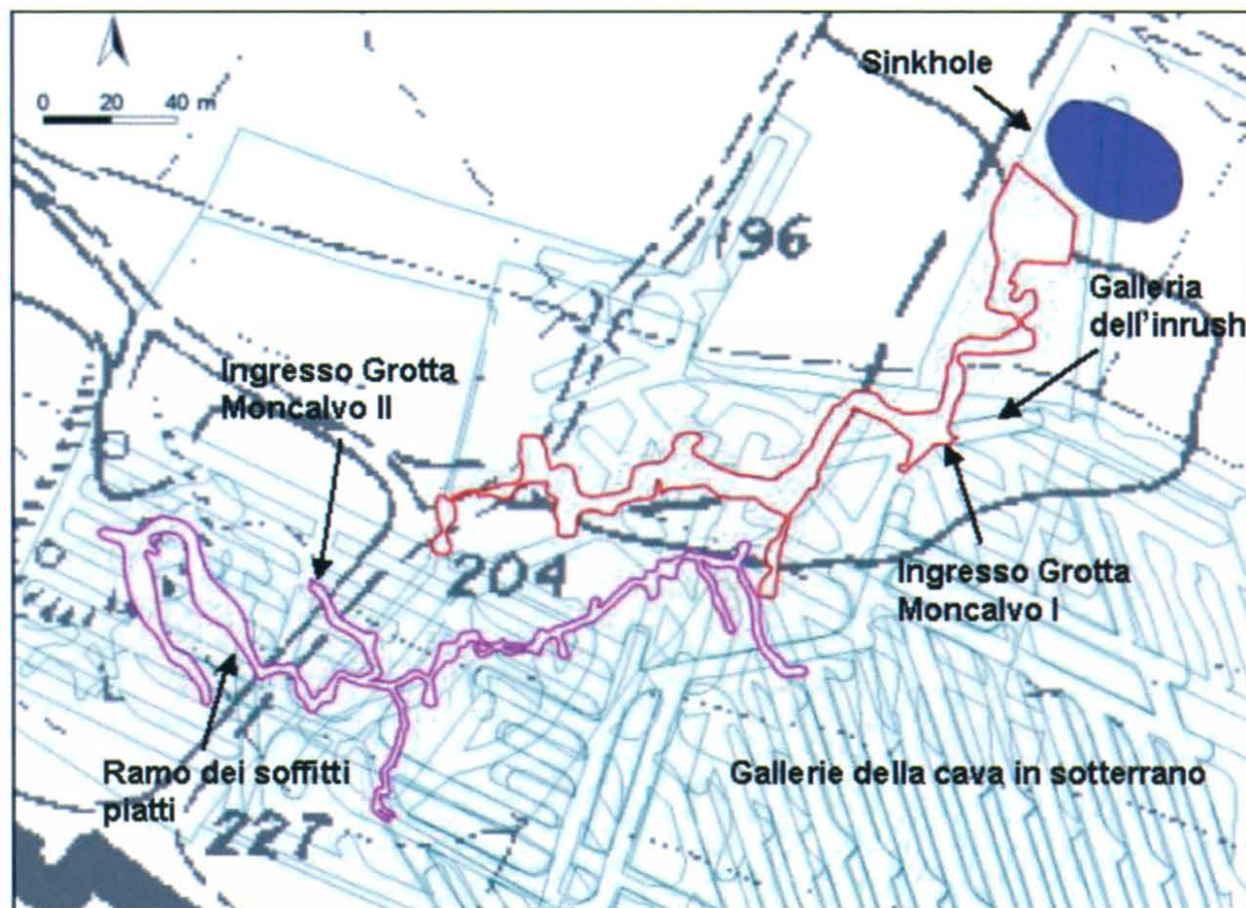 0 20 40 m
Sinkhole
196
Galleria
dell'inrush
Ingresso Grotta
Moncalvo II
204
Ingresso Grotta
Moncalvo I
Ramo dei soffitti
piatti
Gallerie della cava in sotterrano
227